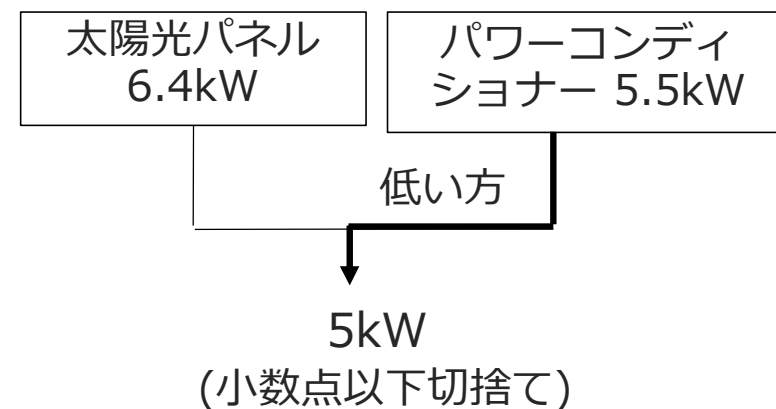 太陽光パネル
6.4kW
パワーコンディ
ショナー 5.5kW
低い方
5kW
(小数点以下切捨て)